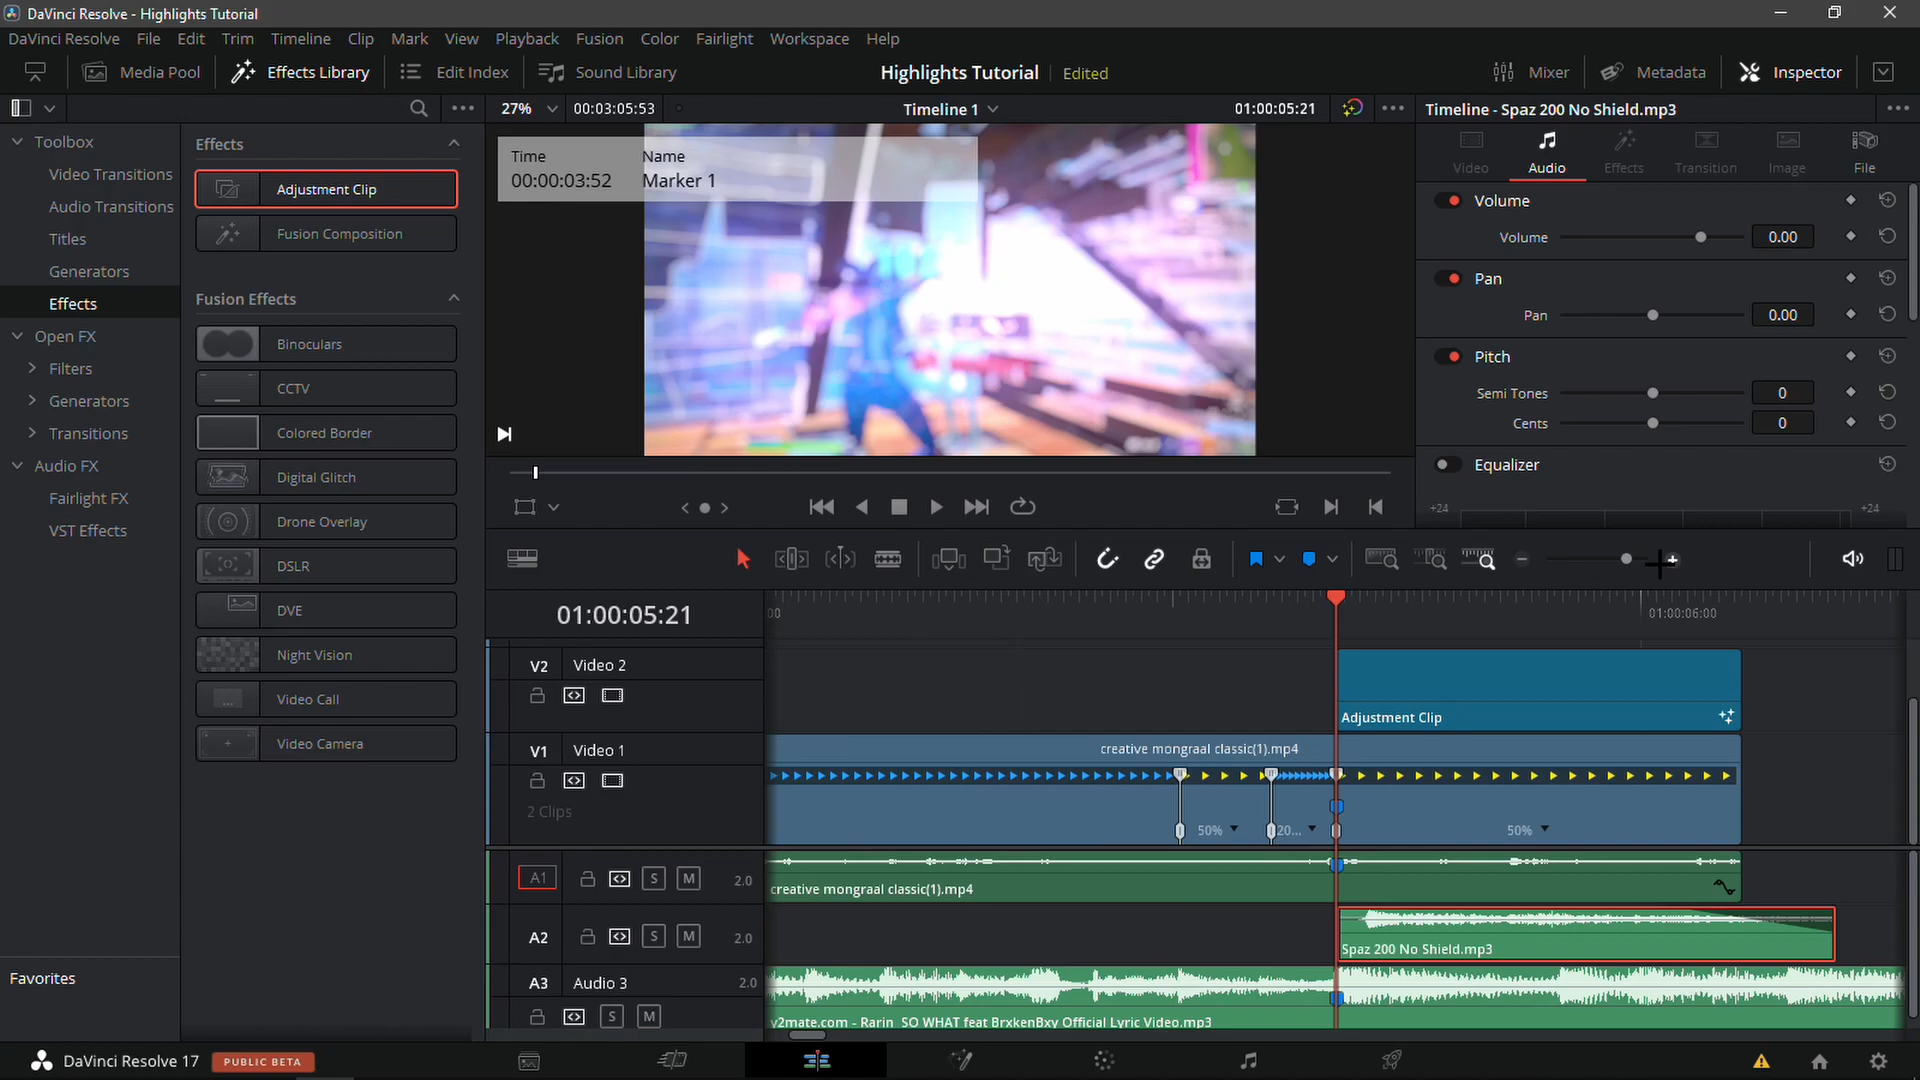 DaVinci Resolve - Highlights Tutorial
DaVinci Resolve File Edit Trim Timeline Clip Mark View Playback Fusion Color Fairlight Workspace Help
Media Pool Effects Library Edit Index Sound Library Highlights Tutorial Edited Mixer Metadata Inspector
27% 00:03:05:53 Timeline 1 01:00:05:21 Timeline - Spaz 200 No Shield.mp3
Toolbox
Video Transitions
Audio Transitions
Titles
Generators
Effects
Open FX
Filters
Generators
Transitions
Audio FX
Fairlight FX
VST Effects
Favorites
Effects
Adjustment Clip
Fusion Composition
Fusion Effects
Binoculars
CCTV
Colored Border
Digital Glitch
Drone Overlay
DSLR
DVE
Night Vision
Video Call
Video Camera
Time Name
00:00:03:52 Marker 1
Video Audio Effects Transition Image File
Volume
Volume 0.00
Pan
Pan 0.00
Pitch
Semi Tones 0
Cents 0
Equalizer
+24 +24
01:00:05:21
00 01:00:06:00
V2 Video 2
Adjustment Clip
V1 Video 1
creative mongraal classic(1).mp4
2 Clips
50% 20... 50%
A1 S M 2.0
creative mongraal classic(1).mp4
A2 S M 2.0
Spaz 200 No Shield.mp3
A3 Audio 3 2.0
S M
y2mate.com - Rarin SO WHAT feat BrxkenBxy Official Lyric Video.mp3
DaVinci Resolve 17 PUBLIC BETA